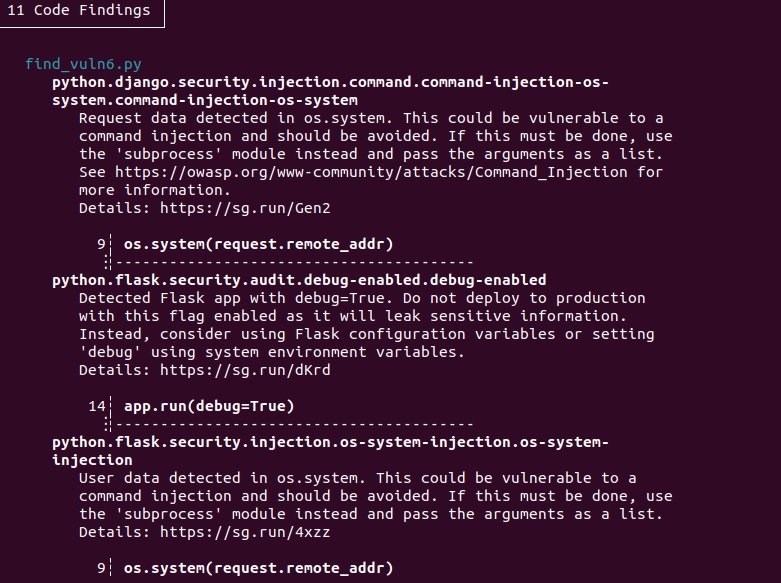 11 Code Findings
find_vuln6.py
python.django.security.injection.command.command-injection-os-
system.command-injection-os-system
Request data detected in os.system. This could be vulnerable to a
command injection and should be avoided. If this must be done, use
the 'subprocess' module instead and pass the arguments as a list.
See https://owasp.org/www-community/attacks/Command_Injection for
more information.
Details: https://sg.run/Gen2
9┆ os.system(request.remote_addr)
⋮┆----------------------------------------
python.flask.security.audit.debug-enabled.debug-enabled
Detected Flask app with debug=True. Do not deploy to production
with this flag enabled as it will leak sensitive information.
Instead, consider using Flask configuration variables or setting
'debug' using system environment variables.
Details: https://sg.run/dKrd
14┆ app.run(debug=True)
⋮┆----------------------------------------
python.flask.security.injection.os-system-injection.os-system-
injection
User data detected in os.system. This could be vulnerable to a
command injection and should be avoided. If this must be done, use
the 'subprocess' module instead and pass the arguments as a list.
Details: https://sg.run/4xzz
9┆ os.system(request.remote_addr)